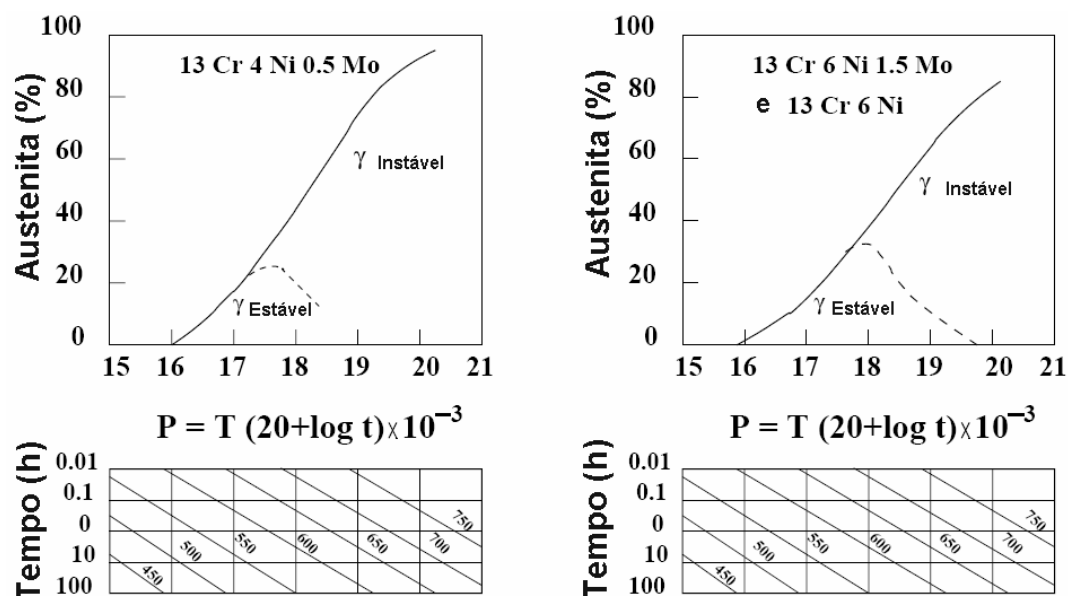 Austenita (%)
100
80
60
40
20
0
13 Cr 4 Ni 0.5 Mo
γ Instável
γ Estável
15 16 17 18 19 20 21
P = T (20+log t)×10⁻³
Tempo (h)
0.01
0.1
0
10
100
450 500 550 600 650 700 750
Austenita (%)
100
80
60
40
20
0
13 Cr 6 Ni 1.5 Mo
e 13 Cr 6 Ni
γ Instável
γ Estável
15 16 17 18 19 20 21
P = T (20+log t)×10⁻³
Tempo (h)
0.01
0.1
0
10
100
450 500 550 600 650 700 750